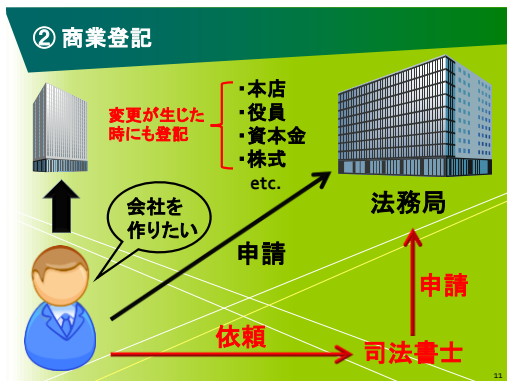 ② 商業登記
変更が生じた
時にも登記
・本店
・役員
・資本金
・株式
etc.
法務局
会社を
作りたい
申請
申請
依頼
司法書士
11